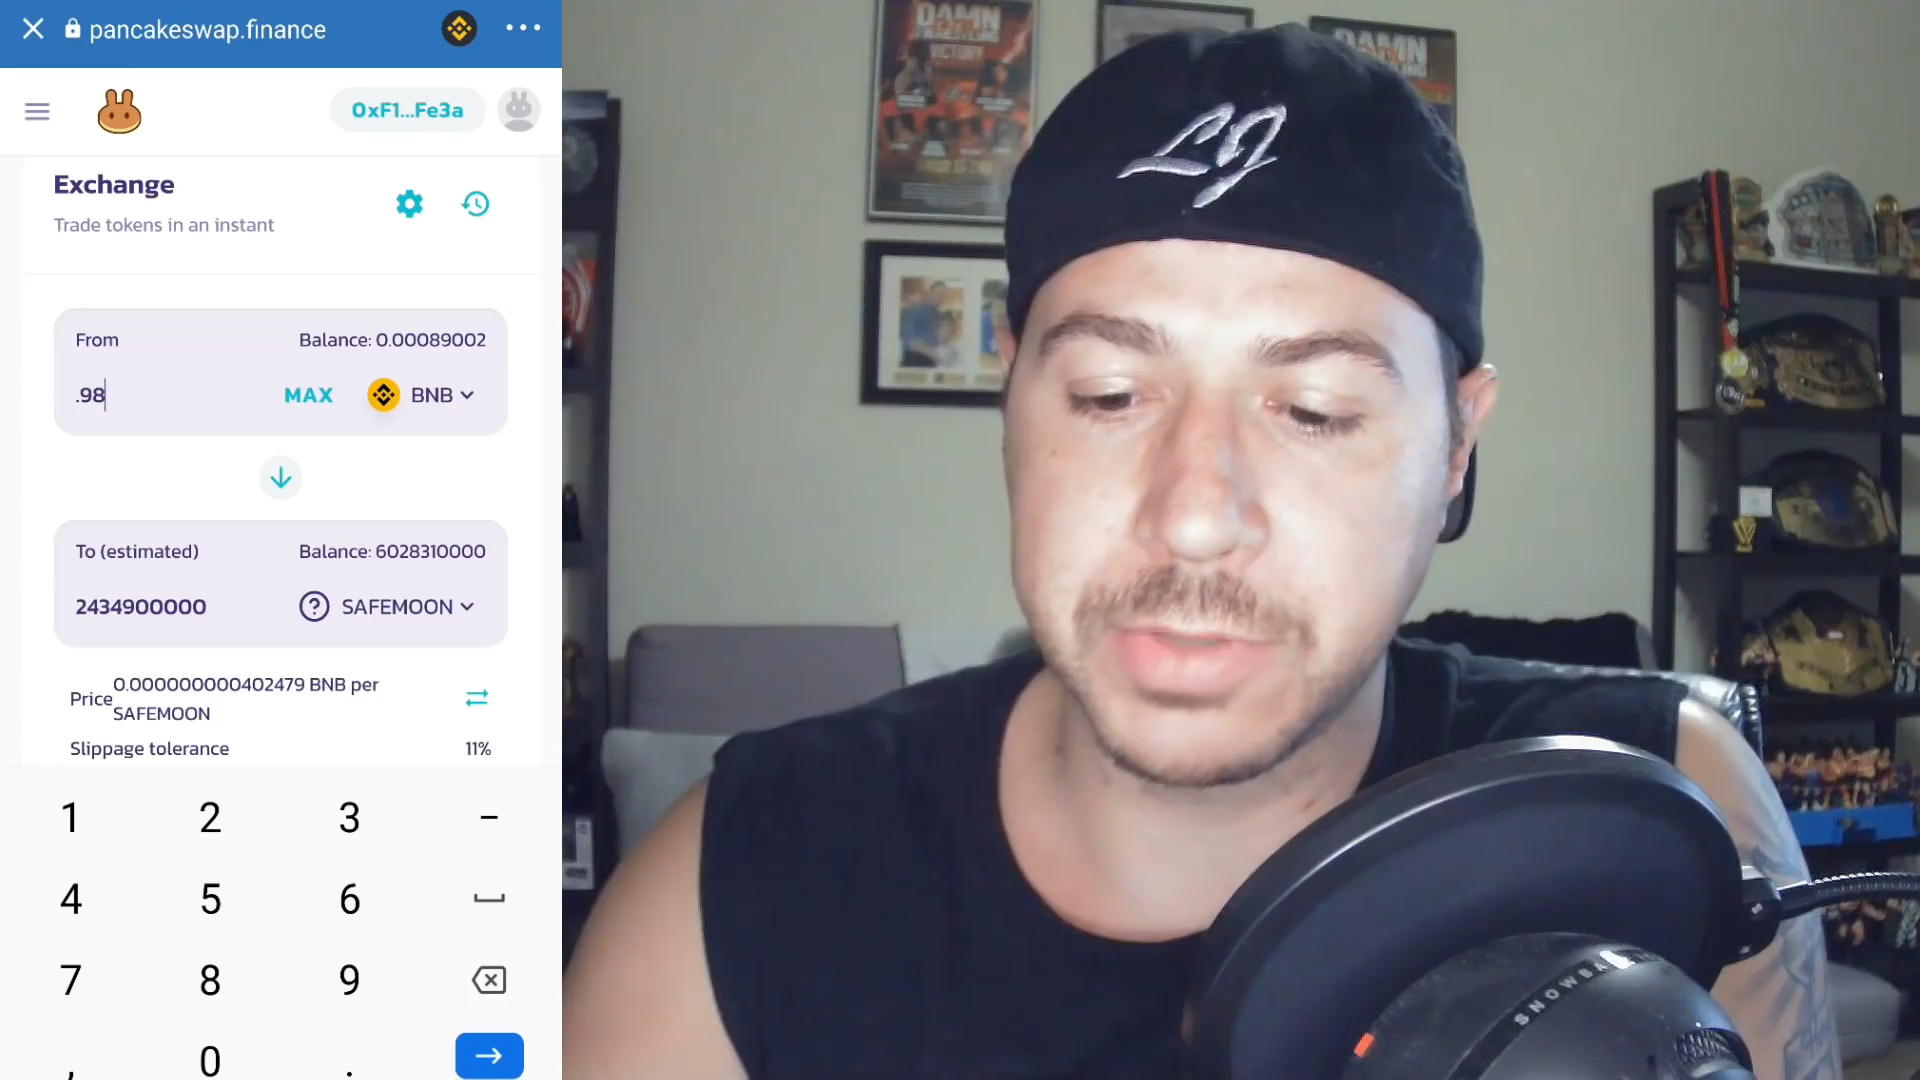 pancakeswap.finance
0xF1...Fe3a
Exchange
Trade tokens in an instant
From
Balance: 0.00089002
.98
MAX
BNB
To (estimated)
Balance: 6028310000
2434900000
SAFEMOON
Price
0.000000000402479 BNB per
SAFEMOON
Slippage tolerance
11%
1 2 3 -
4 5 6
7 8 9
, 0 .
DAMN
VICTORY
DAMN
LJ
SNOWBA